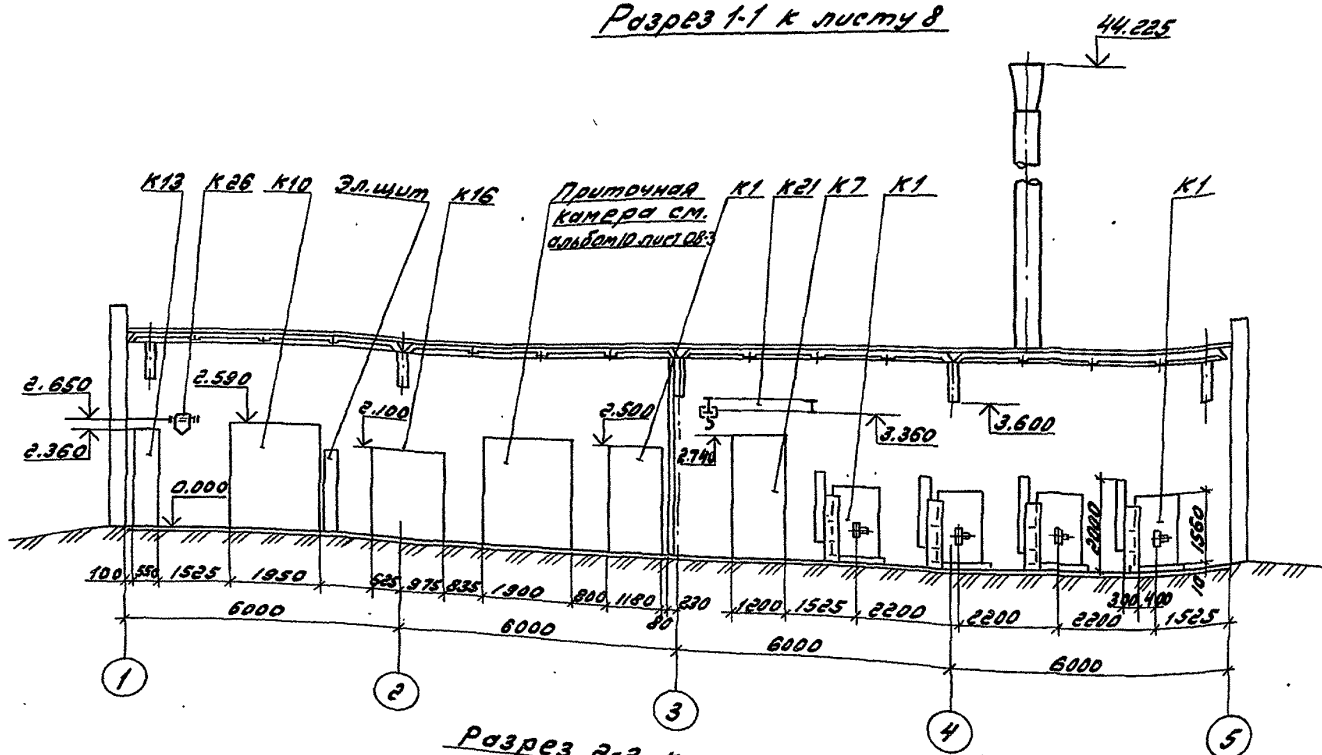 Разрез 1-1 к листу 8
44.225
К13 К26 К10 Эл.щит К16 Приточная К1 К21 К7 К1 К1
камера см.
альбом 10 лист ОВ-3
2.650 2.590 2.100 2.500 3.360 3.600
2.360 2.740
0.000
2000 1560
100 550 1525 1950 525 975 835 1900 800 1180 230 1200 1525 2200 2200 2200 300 400 10 1525
80
6000 6000 6000 6000
1 2 3 4 5
Разрез 2-2